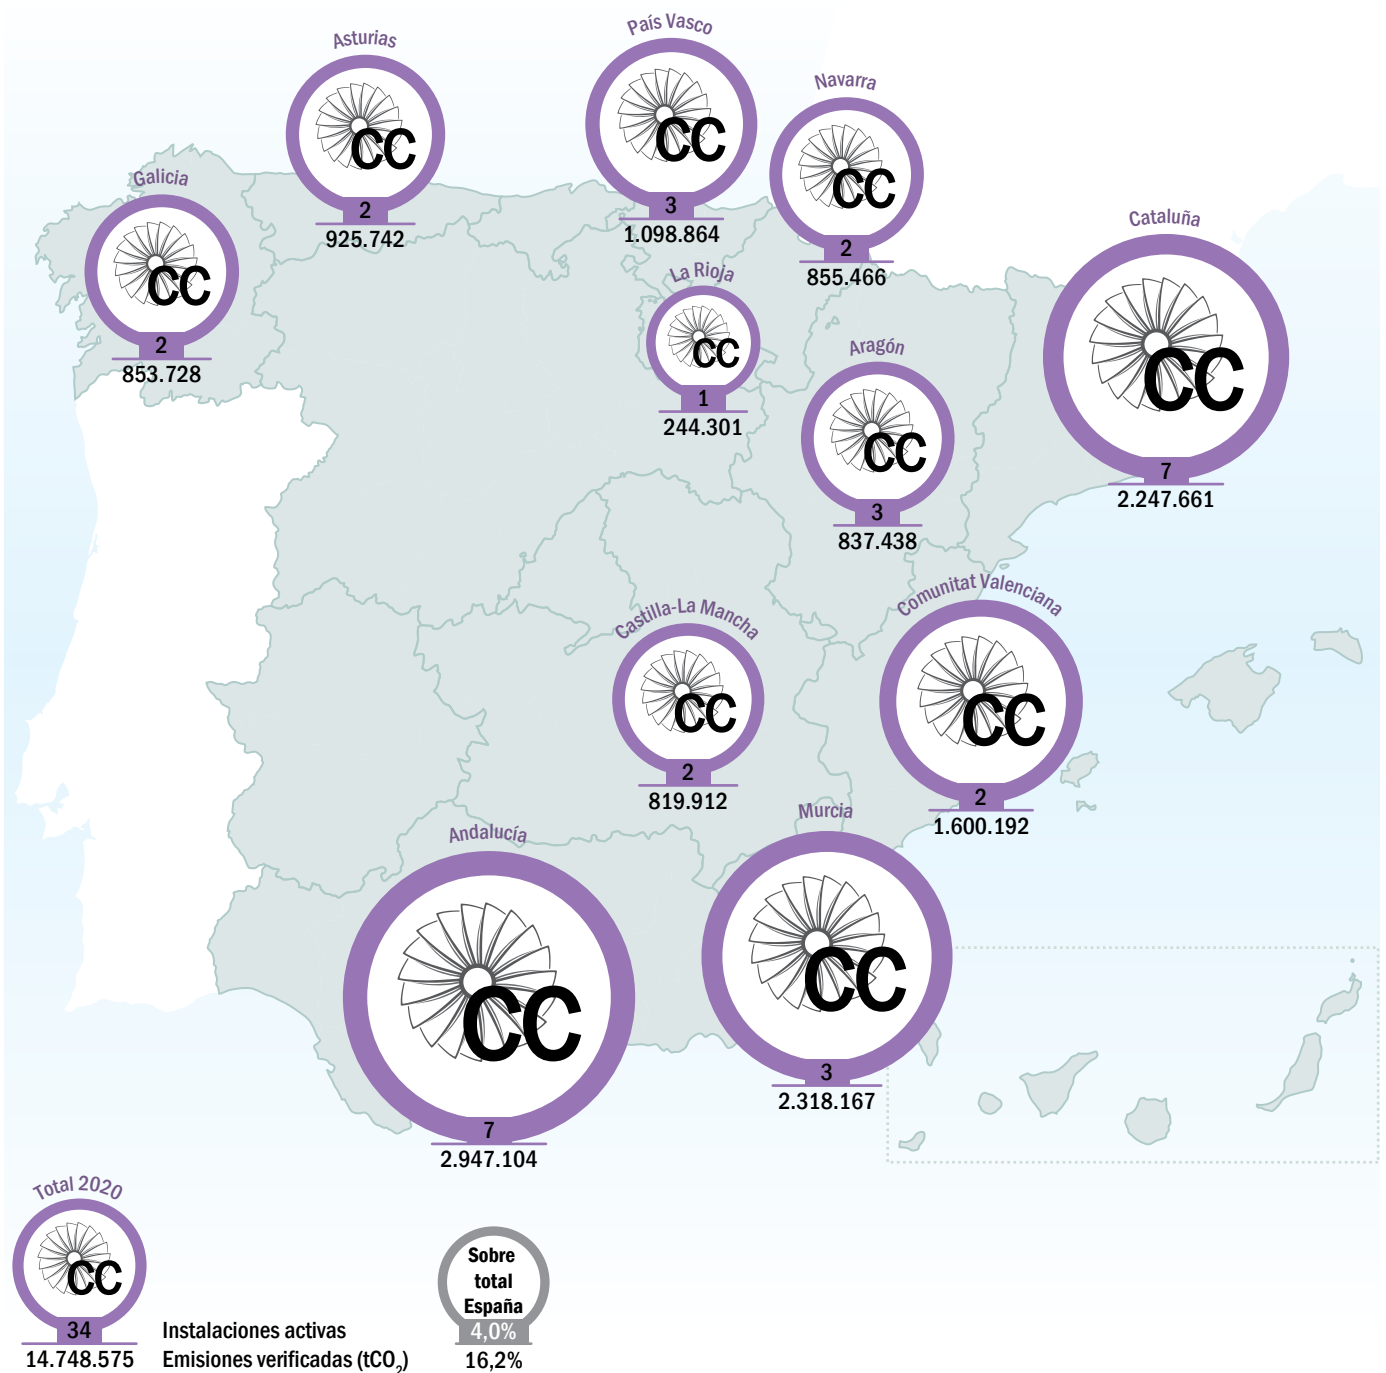 Asturias
CC
2
925.742
País Vasco
CC
3
1.098.864
Navarra
CC
2
855.466
Galicia
CC
2
853.728
La Rioja
CC
1
244.301
Aragón
CC
3
837.438
Cataluña
CC
7
2.247.661
Castilla-La Mancha
CC
2
819.912
Comunitat Valenciana
CC
2
1.600.192
Andalucía
CC
7
2.947.104
Murcia
CC
3
2.318.167
Total 2020
CC
34
14.748.575
Instalaciones activas
Emisiones verificadas (tCO₂)
Sobre
total
España
4,0%
16,2%